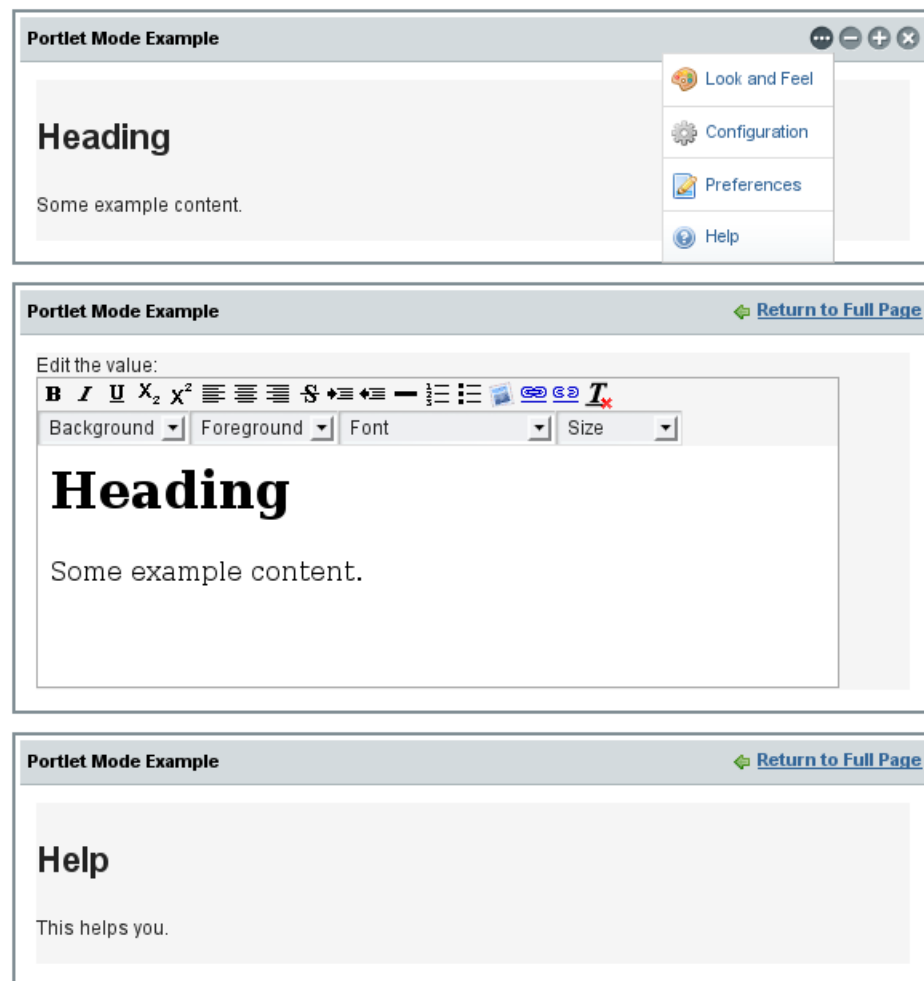 Portlet Mode Example
Look and Feel
Heading
Configuration
Preferences
Some example content.
Help
Portlet Mode Example Return to Full Page
Edit the value:
B I U X₂ X² S T
Background Foreground Font Size
Heading
Some example content.
Portlet Mode Example Return to Full Page
Help
This helps you.